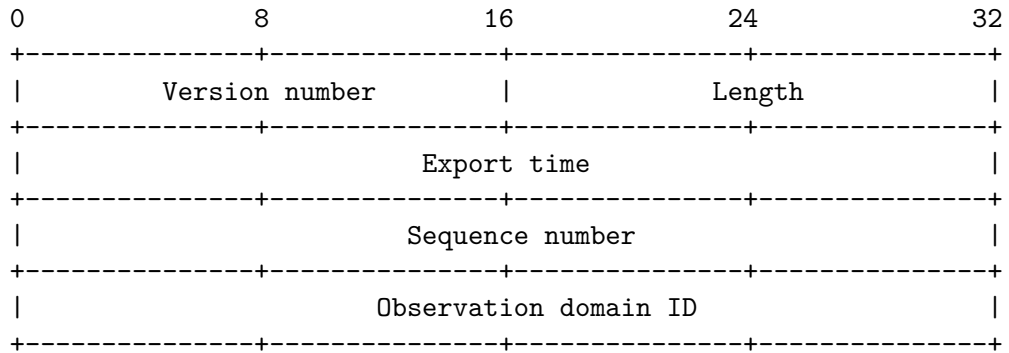 0 8 16 24 32
+---------------+---------------+---------------+---------------+
| Version number | Length |
+---------------+---------------+---------------+---------------+
| Export time |
+---------------+---------------+---------------+---------------+
| Sequence number |
+---------------+---------------+---------------+---------------+
| Observation domain ID |
+---------------+---------------+---------------+---------------+